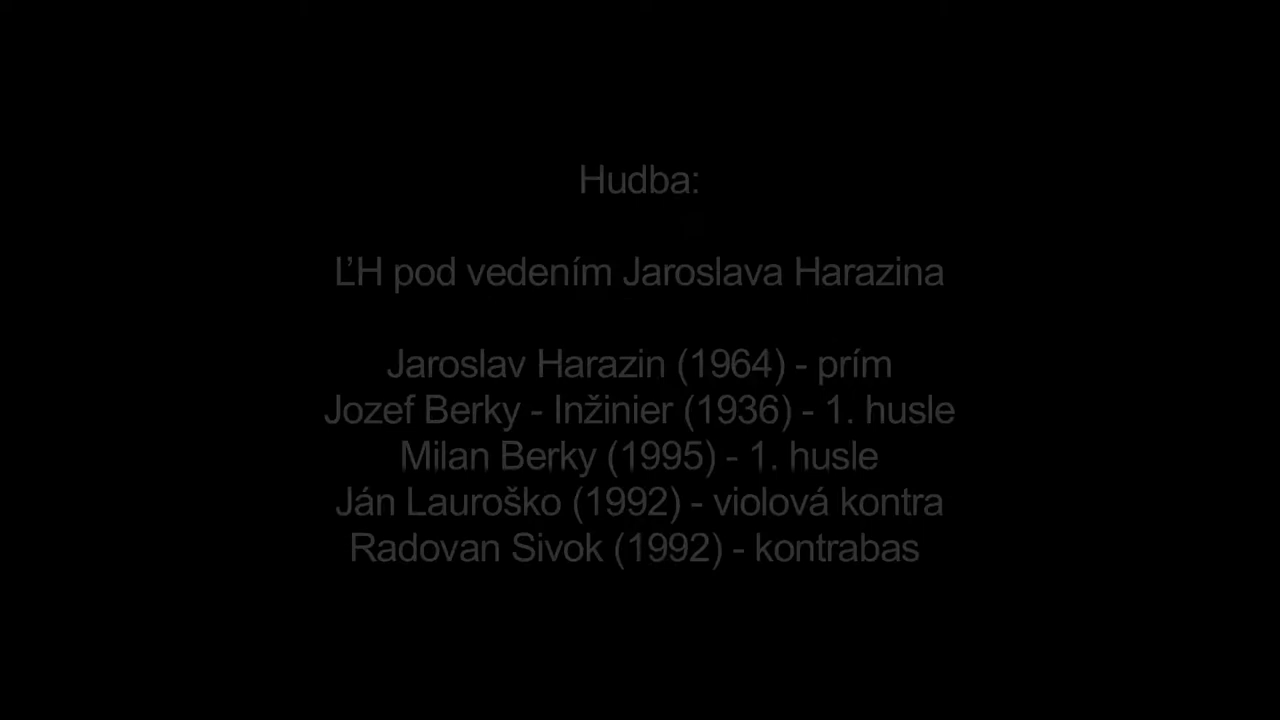 Hudba:
ĽH pod vedením Jaroslava Harazina
Jaroslav Harazin (1964) - prím
Jozef Berky - Inžinier (1936) - 1. husle
Milan Berky (1995) - 1. husle
Ján Lauroško (1992) - violová kontra
Radovan Sivok (1992) - kontrabas